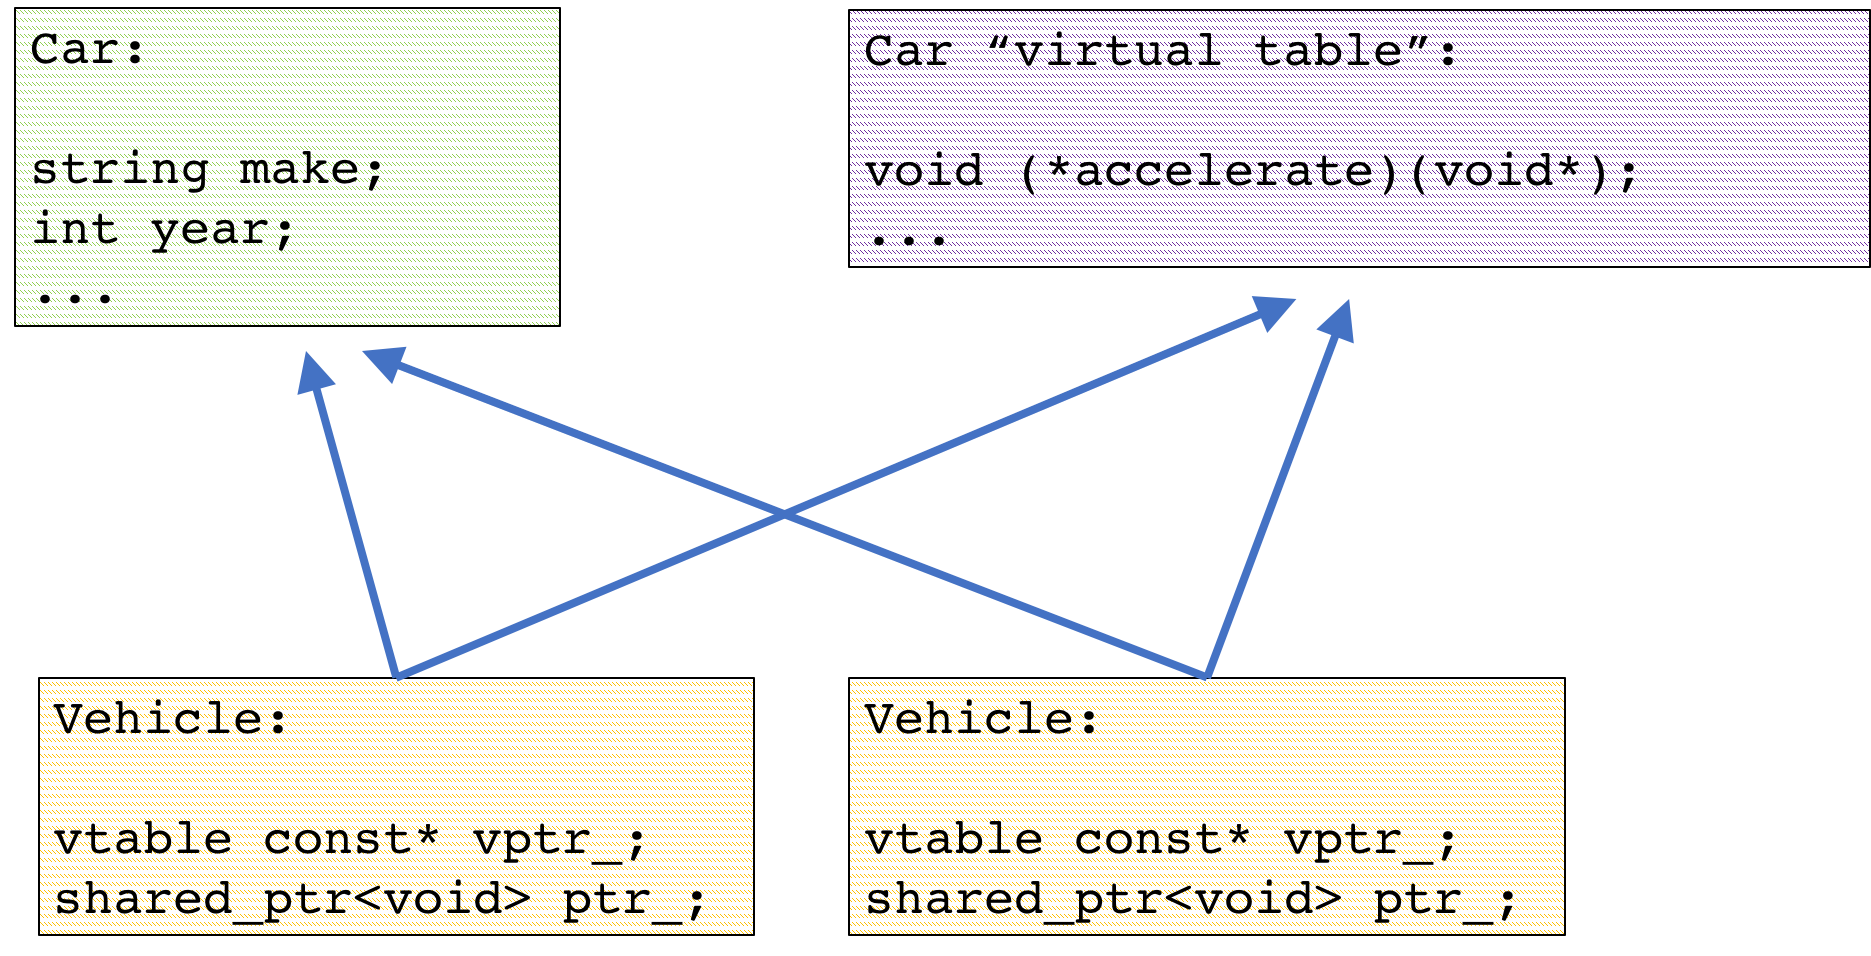 Car:
string make;
int year;
...
Car “virtual table”:
void (*accelerate)(void*);
...
Vehicle:
vtable const* vptr_;
shared_ptr<void> ptr_;
Vehicle:
vtable const* vptr_;
shared_ptr<void> ptr_;